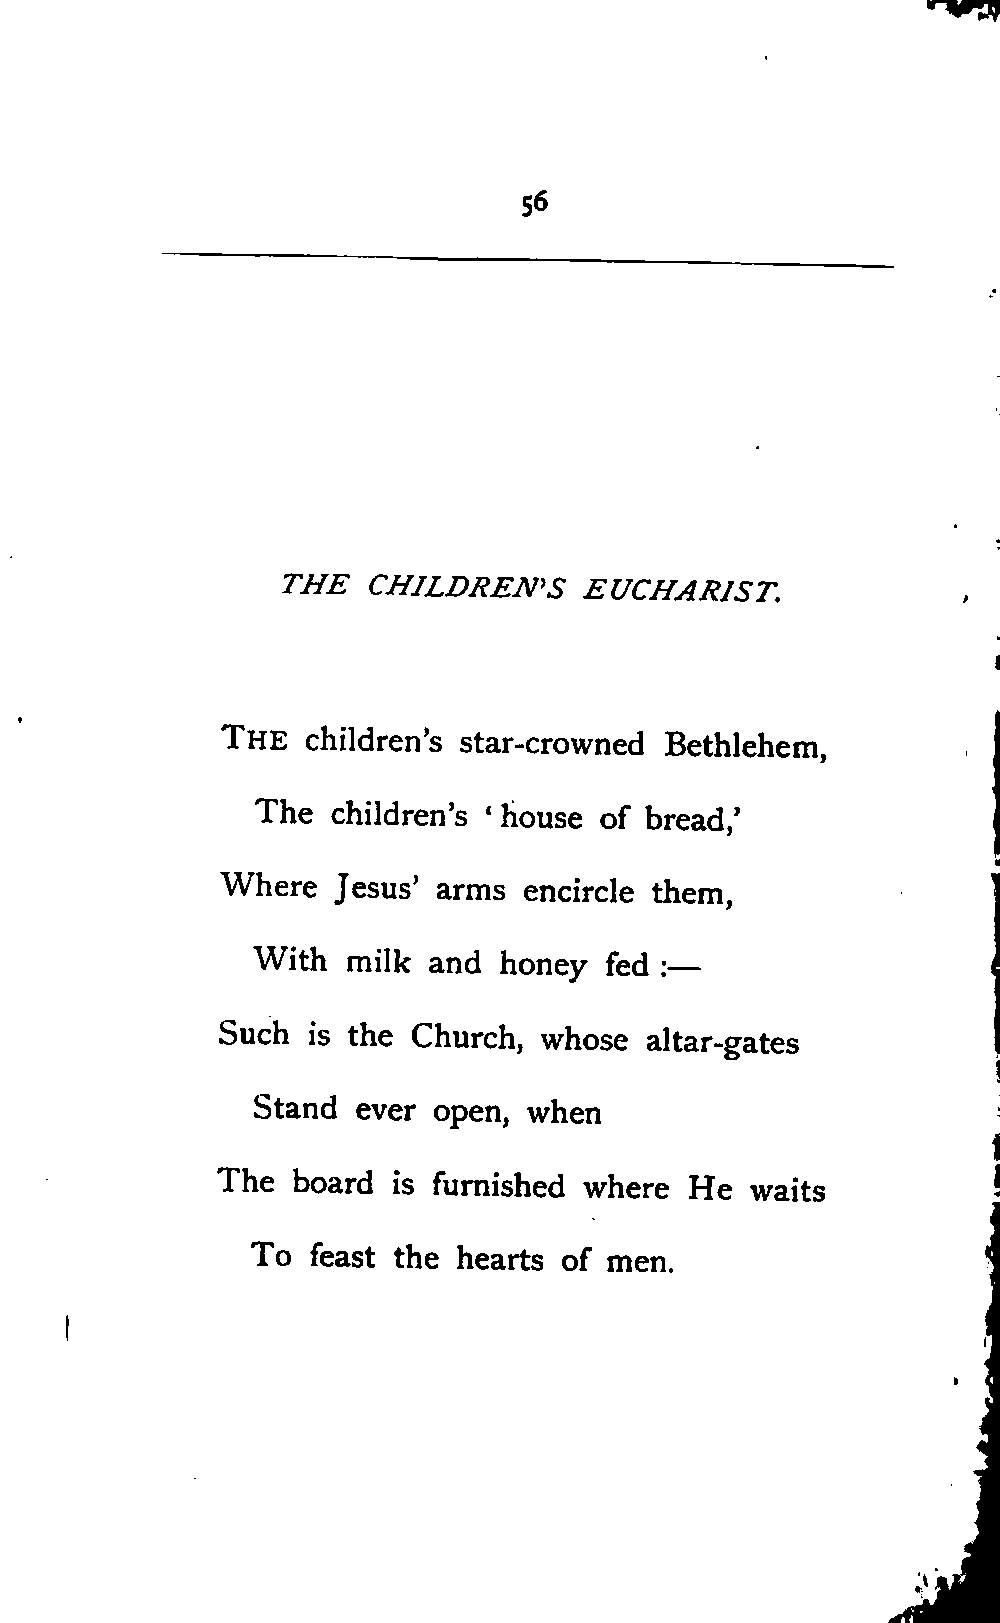 56
THE CHILDREN'S EUCHARIST.
THE children's star-crowned Bethlehem,
The children's ‘house of bread,’
Where Jesus’ arms encircle them,
With milk and honey fed :—
Such is the Church, whose altar-gates
Stand ever open, when
The board is furnished where He waits
To feast the hearts of men.